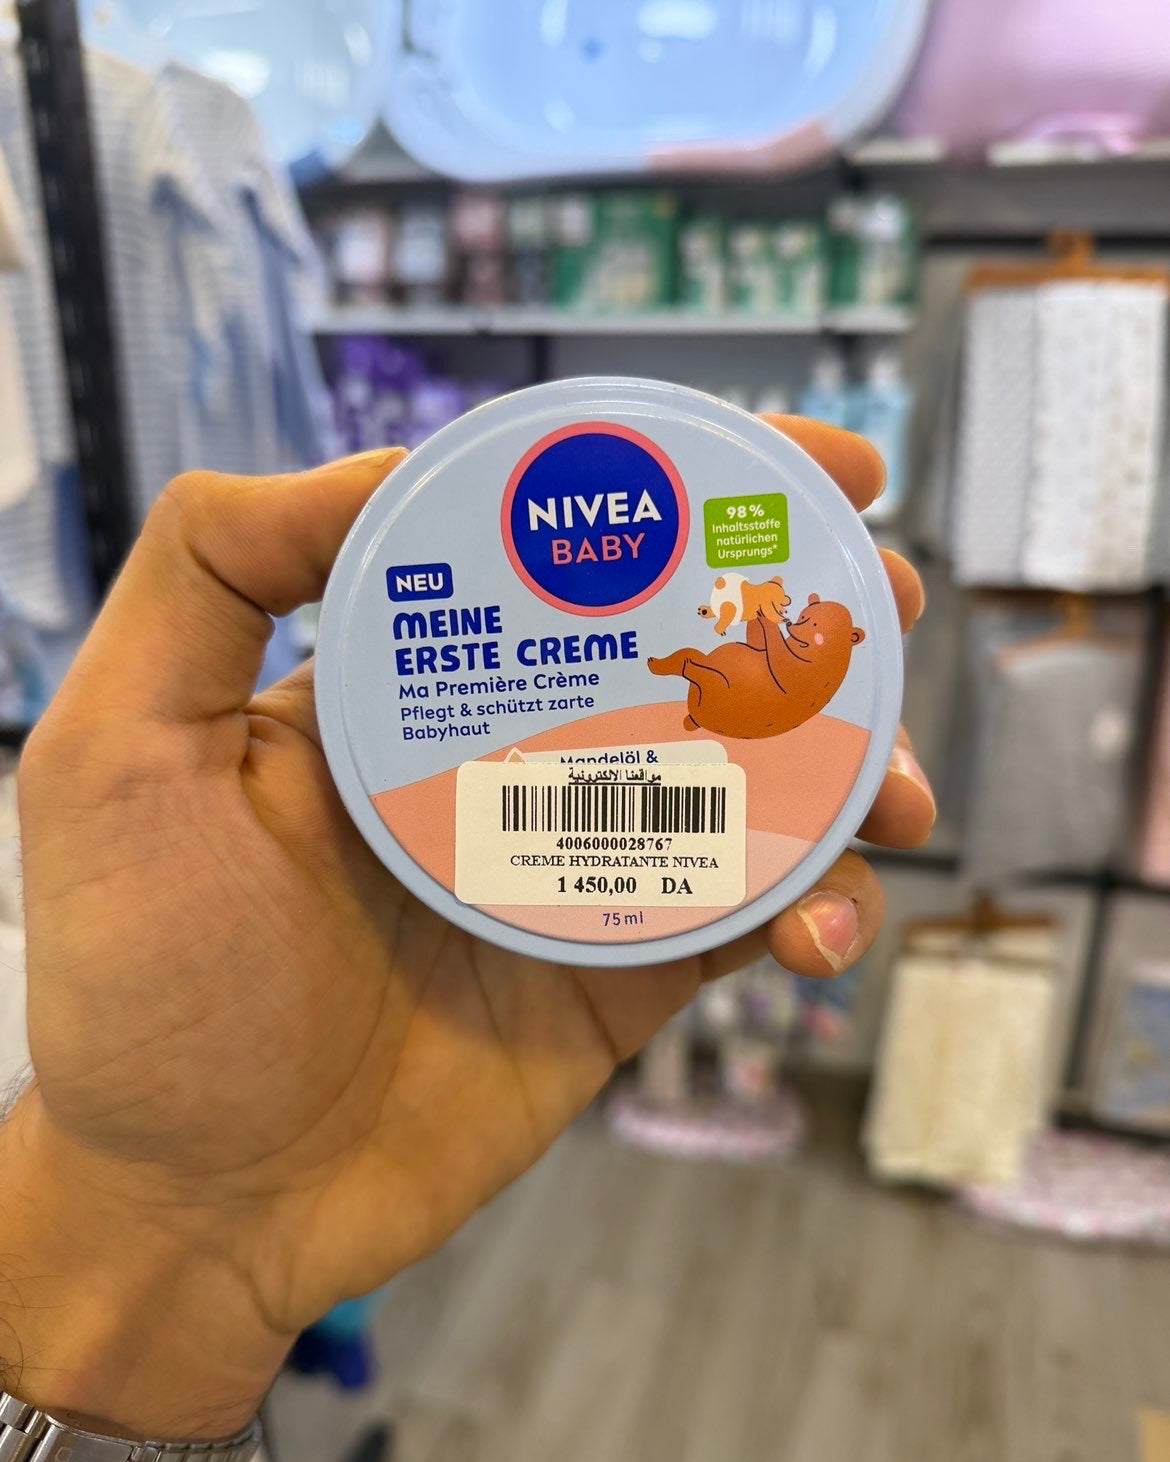 NIVEA
BABY
98%
Inhaltsstoffe
natürlichen
Ursprungs*
NEU
MEINE
ERSTE CREME
Ma Première Crème
Pflegt & schützt zarte
Babyhaut
Mandelöl &
مواقعنا الالكترونية
4006000028767
CREME HYDRATANTE NIVEA
1 450,00 DA
75ml